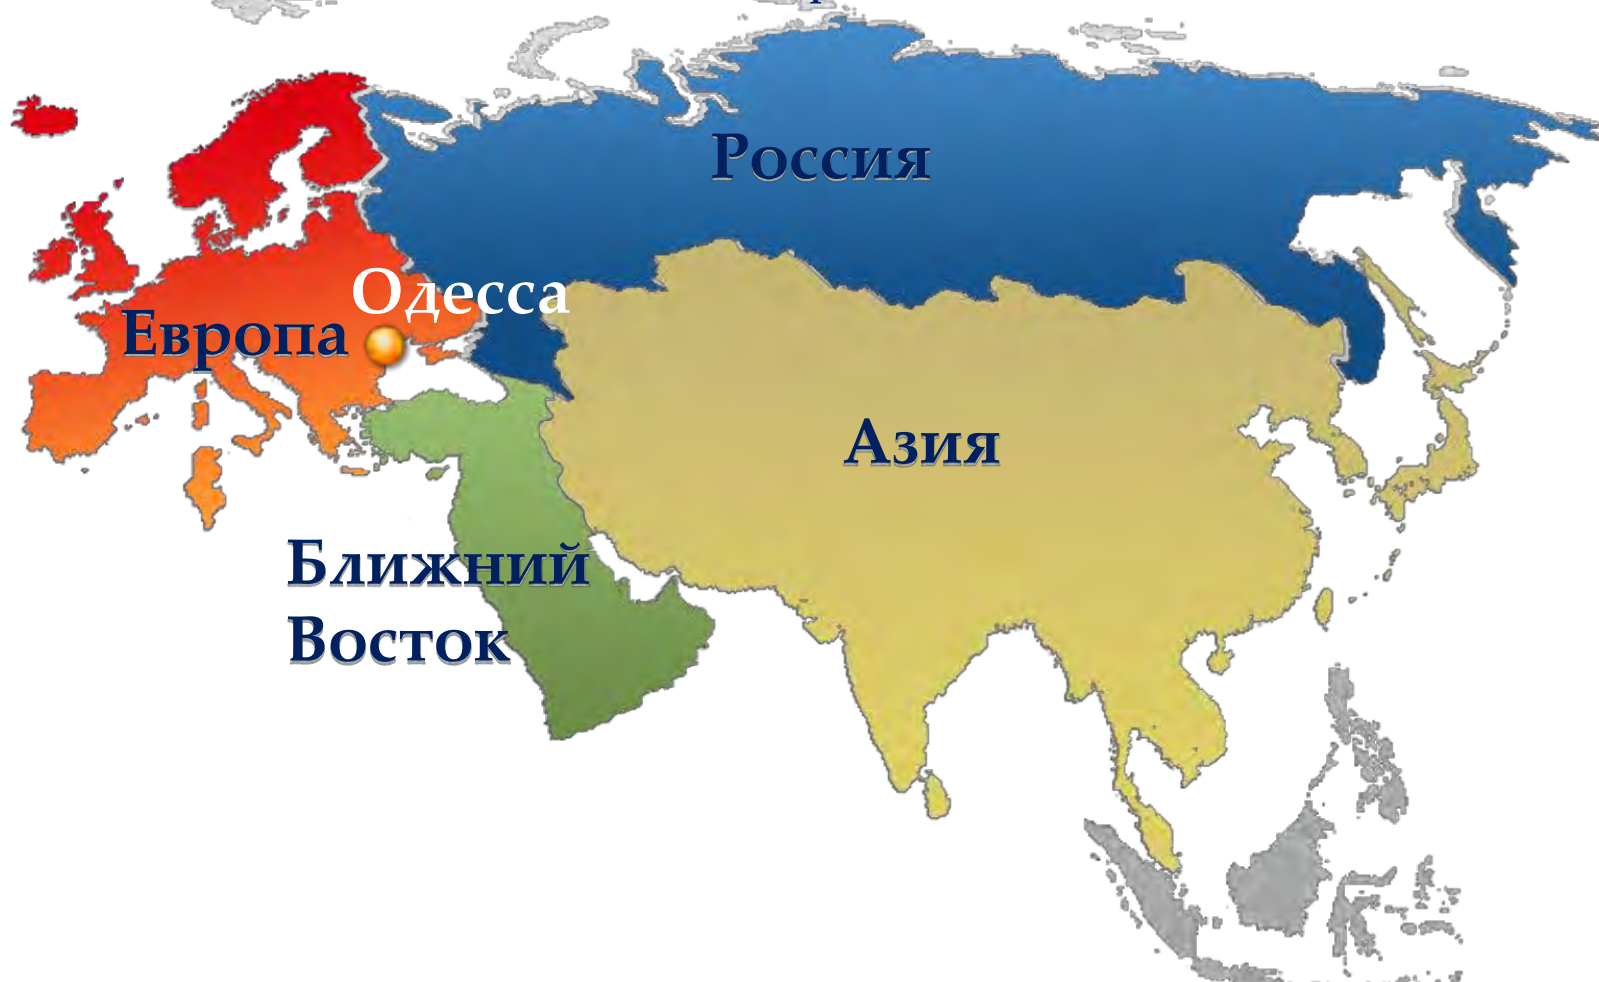 Россия
Одесса
Европа
Азия
Ближний
Восток